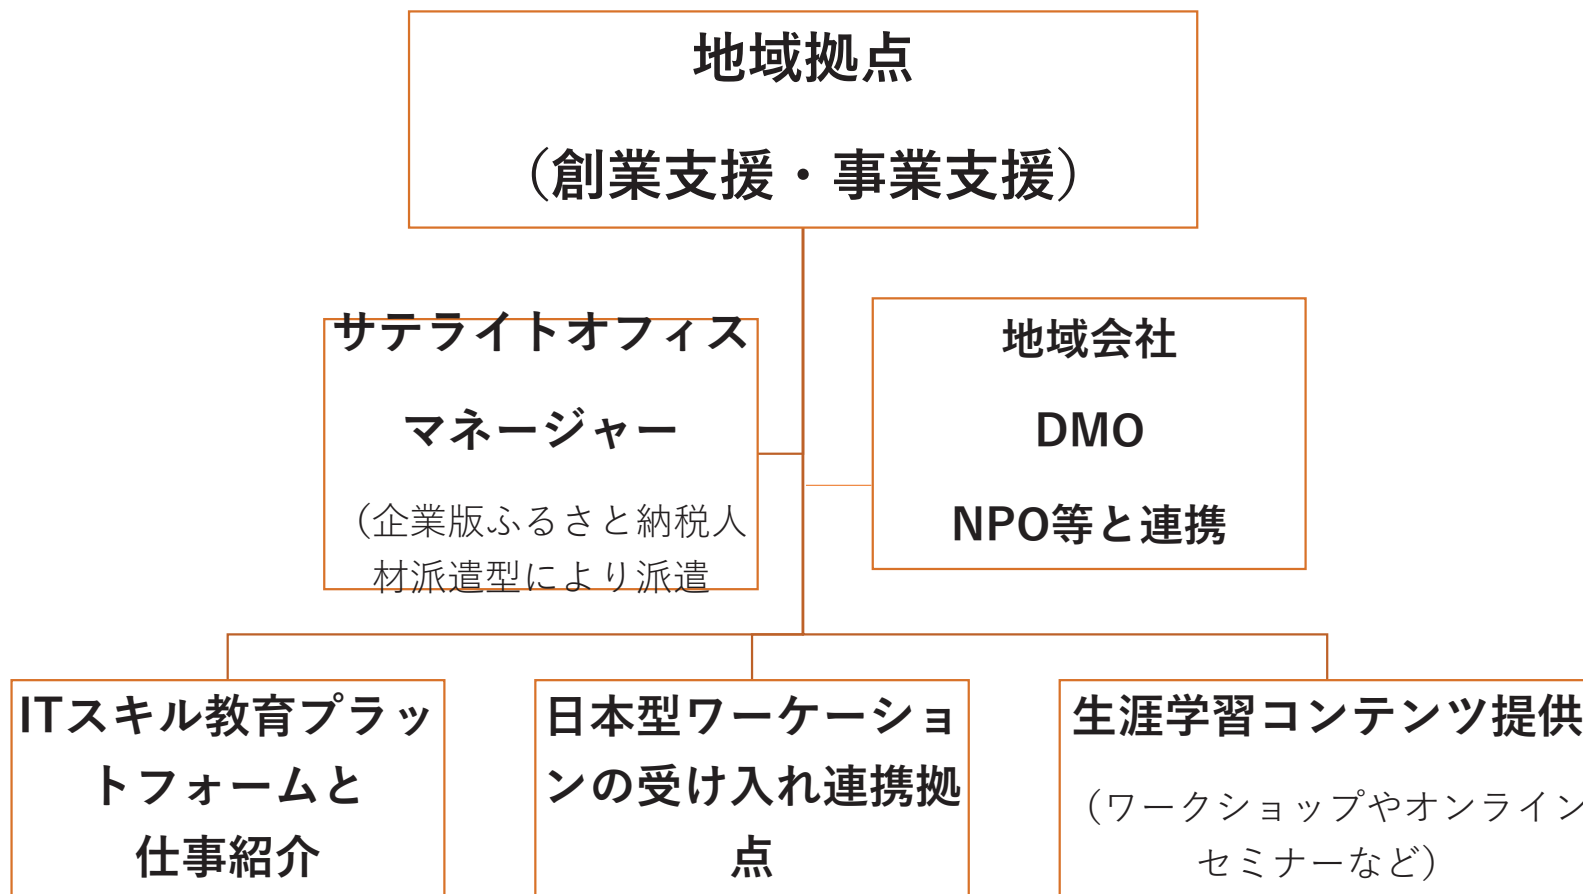 地域拠点
（創業支援・事業支援）
サテライトオフィス
マネージャー
（企業版ふるさと納税人
材派遣型により派遣
地域会社
DMO
NPO等と連携
ITスキル教育プラッ
トフォームと
仕事紹介
日本型ワーケーショ
ンの受け入れ連携拠
点
生涯学習コンテンツ提供
（ワークショップやオンライン
セミナーなど）